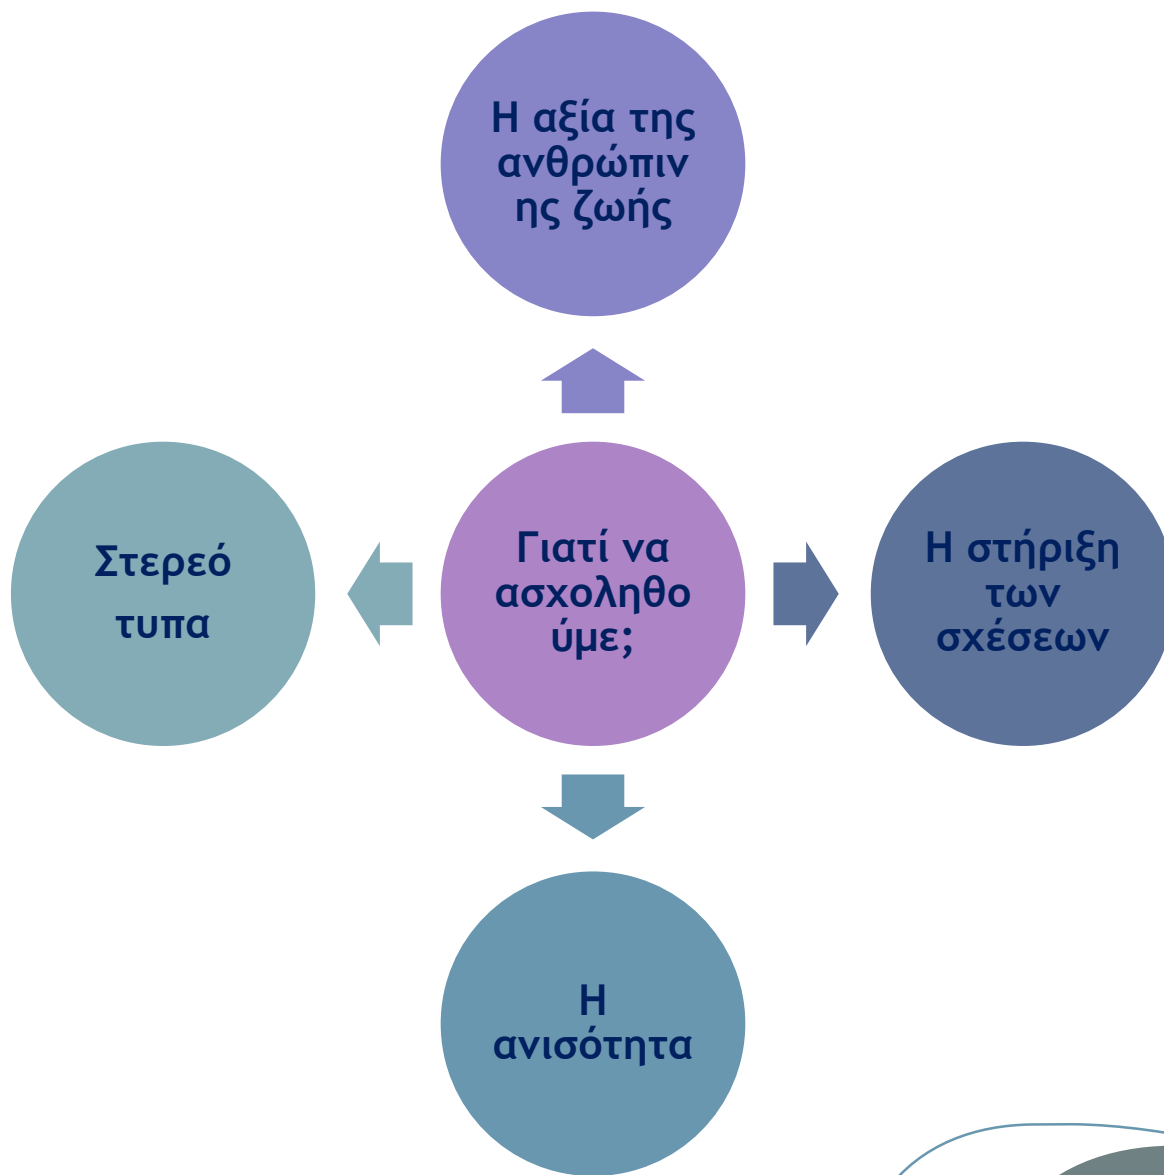 Η αξία της
ανθρώπιν
ης ζωής
Στερεό
τυπα
Γιατί να
ασχοληθο
ύμε;
Η στήριξη
των
σχέσεων
Η
ανισότητα